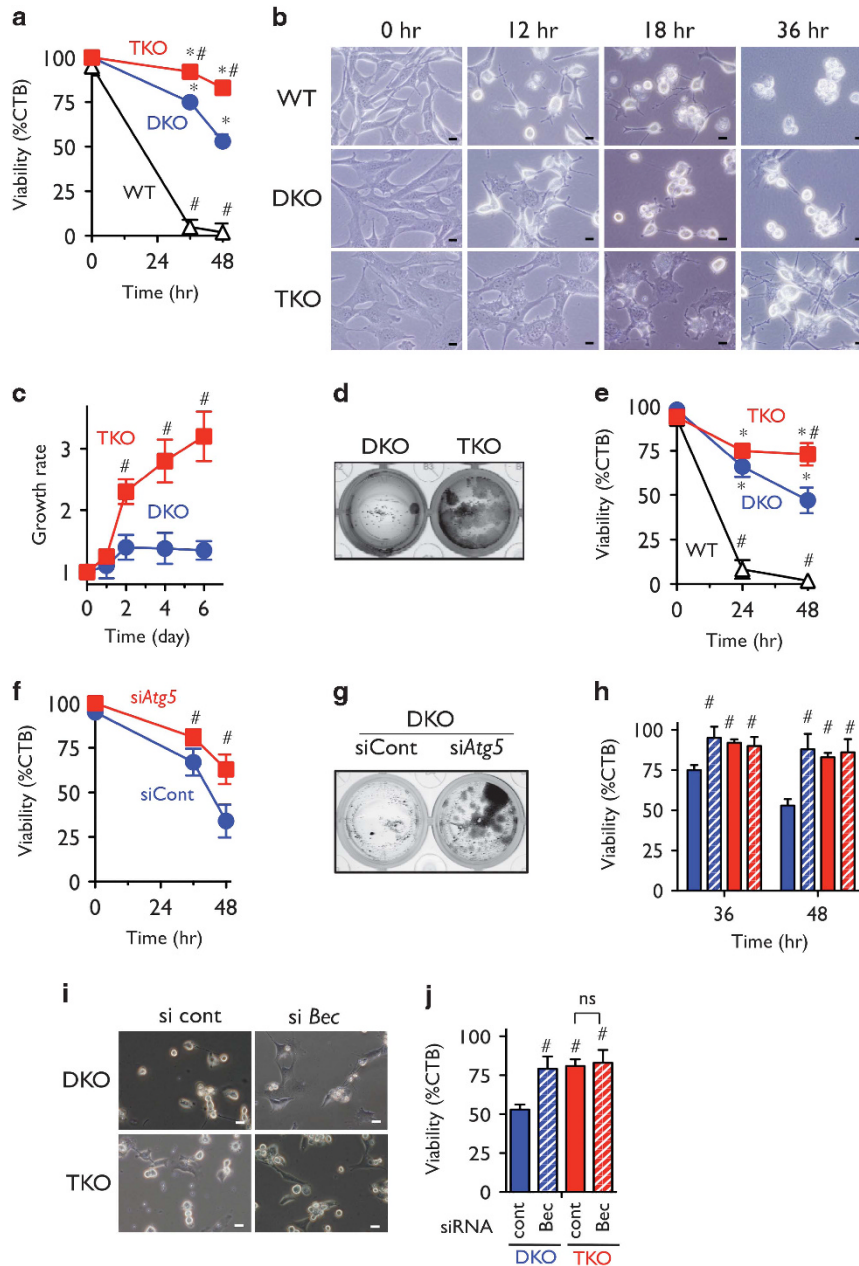 a
100
75
50
25
0
Viability (%CTB)
TKO
*#
*#
*
DKO
*
WT
#
#
0
24
48
Time (hr)
b
0 hr
12 hr
18 hr
36 hr
WT
DKO
TKO
c
3
2
1
Growth rate
TKO
#
#
#
DKO
0
2
4
6
Time (day)
d
DKO
TKO
e
100
75
50
25
0
Viability (%CTB)
TKO
*
*#
*
*
DKO
WT
#
#
0
24
48
Time (hr)
f
100
75
50
25
0
Viability (%CTB)
siAtg5
#
#
siCont
0
24
48
Time (hr)
g
DKO
siCont
siAtg5
h
100
75
50
25
0
Viability (%CTB)
# # #
# # #
36
48
Time (hr)
i
si cont
si Bec
DKO
TKO
j
ns
100
75
50
25
0
Viability (%CTB)
# # #
siRNA
cont
Bec
cont
Bec
DKO
TKO